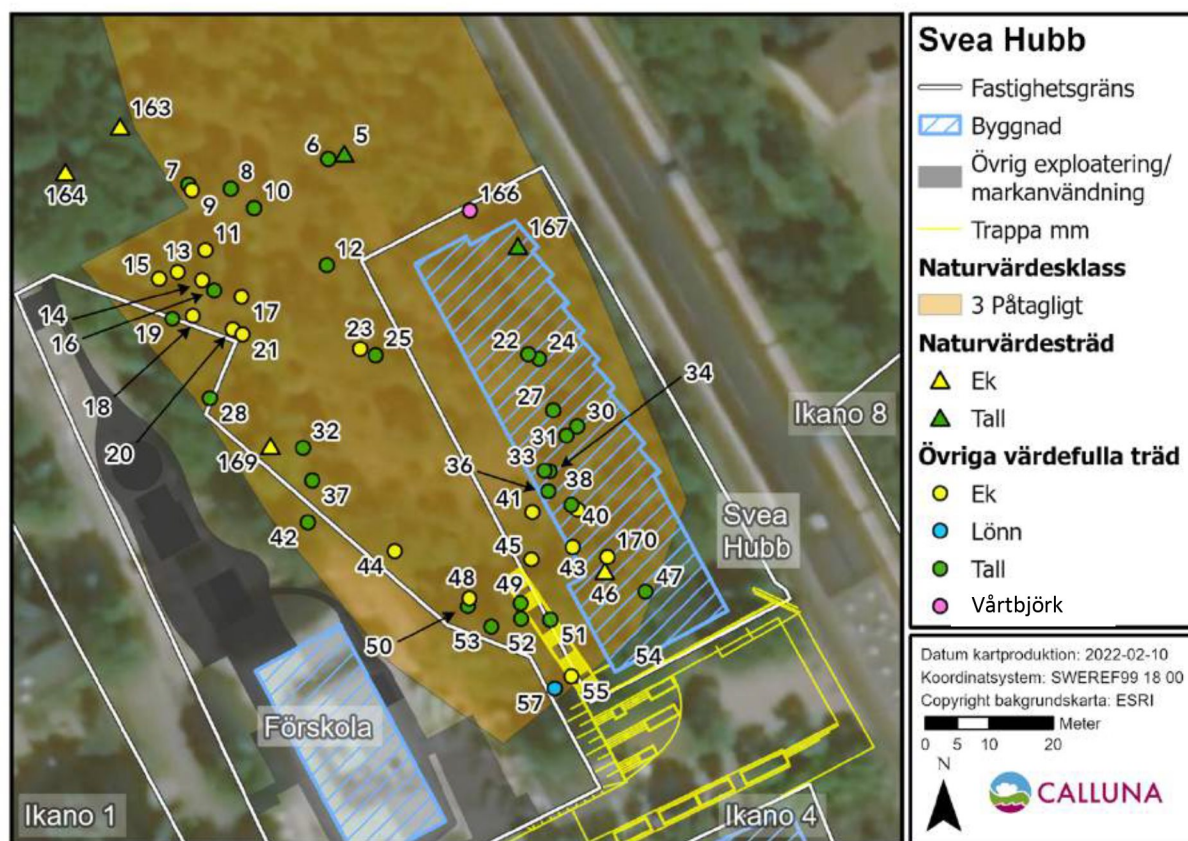 163
5
6
7
8
164
9
10
166
11
167
12
13
15
14
17
16
19
21
23
25
22
24
34
18
27
30
28
31
Ikano 8
20
32
33
36
38
169
41
40
37
Svea
Hubb
42
45
170
44
43
48
49
46
47
50
53
52
51
54
55
57
Förskola
Ikano 1
Ikano 4
Svea Hubb
Fastighetsgräns
Byggnad
Övrig exploatering/
markanvändning
Trappa mm
Naturvärdesklass
3 Påtagligt
Naturvärdesträd
Ek
Tall
Övriga värdefulla träd
Ek
Lönn
Tall
Vårtbjörk
Datum kartproduktion: 2022-02-10
Koordinatsystem: SWEREF99 18 00
Copyright bakgrundskarta: ESRI
Meter
0 5 10 20
N
CALLUNA